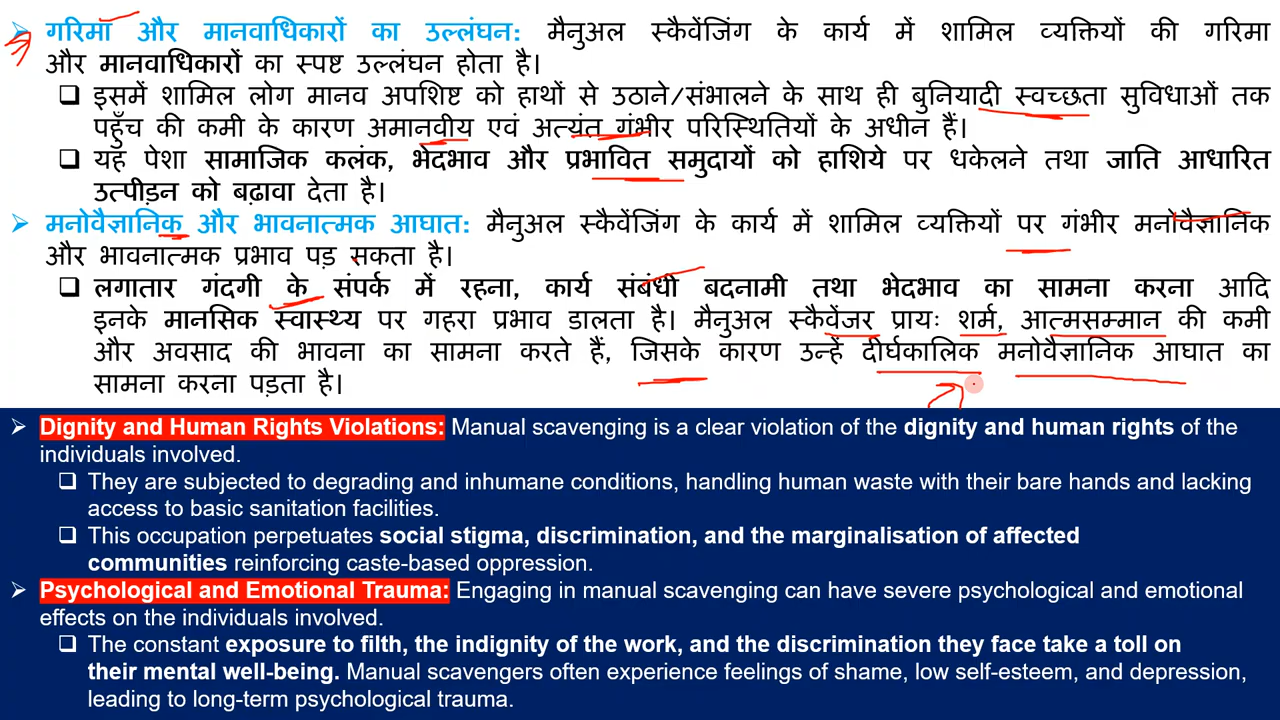 ➢ गरिमा और मानवाधिकारों का उल्लंघन: मैनुअल स्कैवेंजिंग के कार्य में शामिल व्यक्तियों की गरिमा
और मानवाधिकारों का स्पष्ट उल्लंघन होता है।
❑ इसमें शामिल लोग मानव अपशिष्ट को हाथों से उठाने/संभालने के साथ ही बुनियादी स्वच्छता सुविधाओं तक
पहुँच की कमी के कारण अमानवीय एवं अत्यंत गंभीर परिस्थितियों के अधीन हैं।
❑ यह पेशा सामाजिक कलंक, भेदभाव और प्रभावित समुदायों को हाशिये पर धकेलने तथा जाति आधारित
उत्पीड़न को बढ़ावा देता है।
➢ मनोवैज्ञानिक और भावनात्मक आघात: मैनुअल स्कैवेंजिंग के कार्य में शामिल व्यक्तियों पर गंभीर मनोवैज्ञानिक
और भावनात्मक प्रभाव पड़ सकता है।
❑ लगातार गंदगी के संपर्क में रहना, कार्य संबंधी बदनामी तथा भेदभाव का सामना करना आदि
इनके मानसिक स्वास्थ्य पर गहरा प्रभाव डालता है। मैनुअल स्कैवेंजर प्रायः शर्म, आत्मसम्मान की कमी
और अवसाद की भावना का सामना करते हैं, जिसके कारण उन्हें दीर्घकालिक मनोवैज्ञानिक आघात का
सामना करना पड़ता है।
➢ Dignity and Human Rights Violations: Manual scavenging is a clear violation of the dignity and human rights of the
individuals involved.
❑ They are subjected to degrading and inhumane conditions, handling human waste with their bare hands and lacking
access to basic sanitation facilities.
❑ This occupation perpetuates social stigma, discrimination, and the marginalisation of affected
communities reinforcing caste-based oppression.
➢ Psychological and Emotional Trauma: Engaging in manual scavenging can have severe psychological and emotional
effects on the individuals involved.
❑ The constant exposure to filth, the indignity of the work, and the discrimination they face take a toll on
their mental well-being. Manual scavengers often experience feelings of shame, low self-esteem, and depression,
leading to long-term psychological trauma.